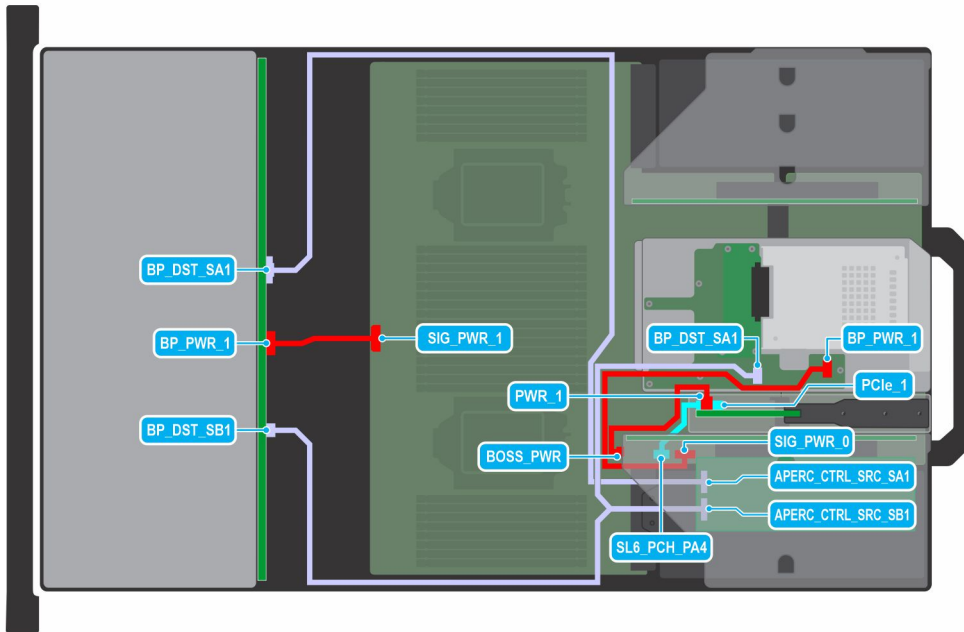 BP_DST_SA1
BP_PWR_1
SIG_PWR_1
BP_DST_SA1
BP_PWR_1
PWR_1
PCIe_1
BP_DST_SB1
BOSS_PWR
SIG_PWR_0
APERC_CTRL_SRC_SA1
APERC_CTRL_SRC_SB1
SL6_PCH_PA4